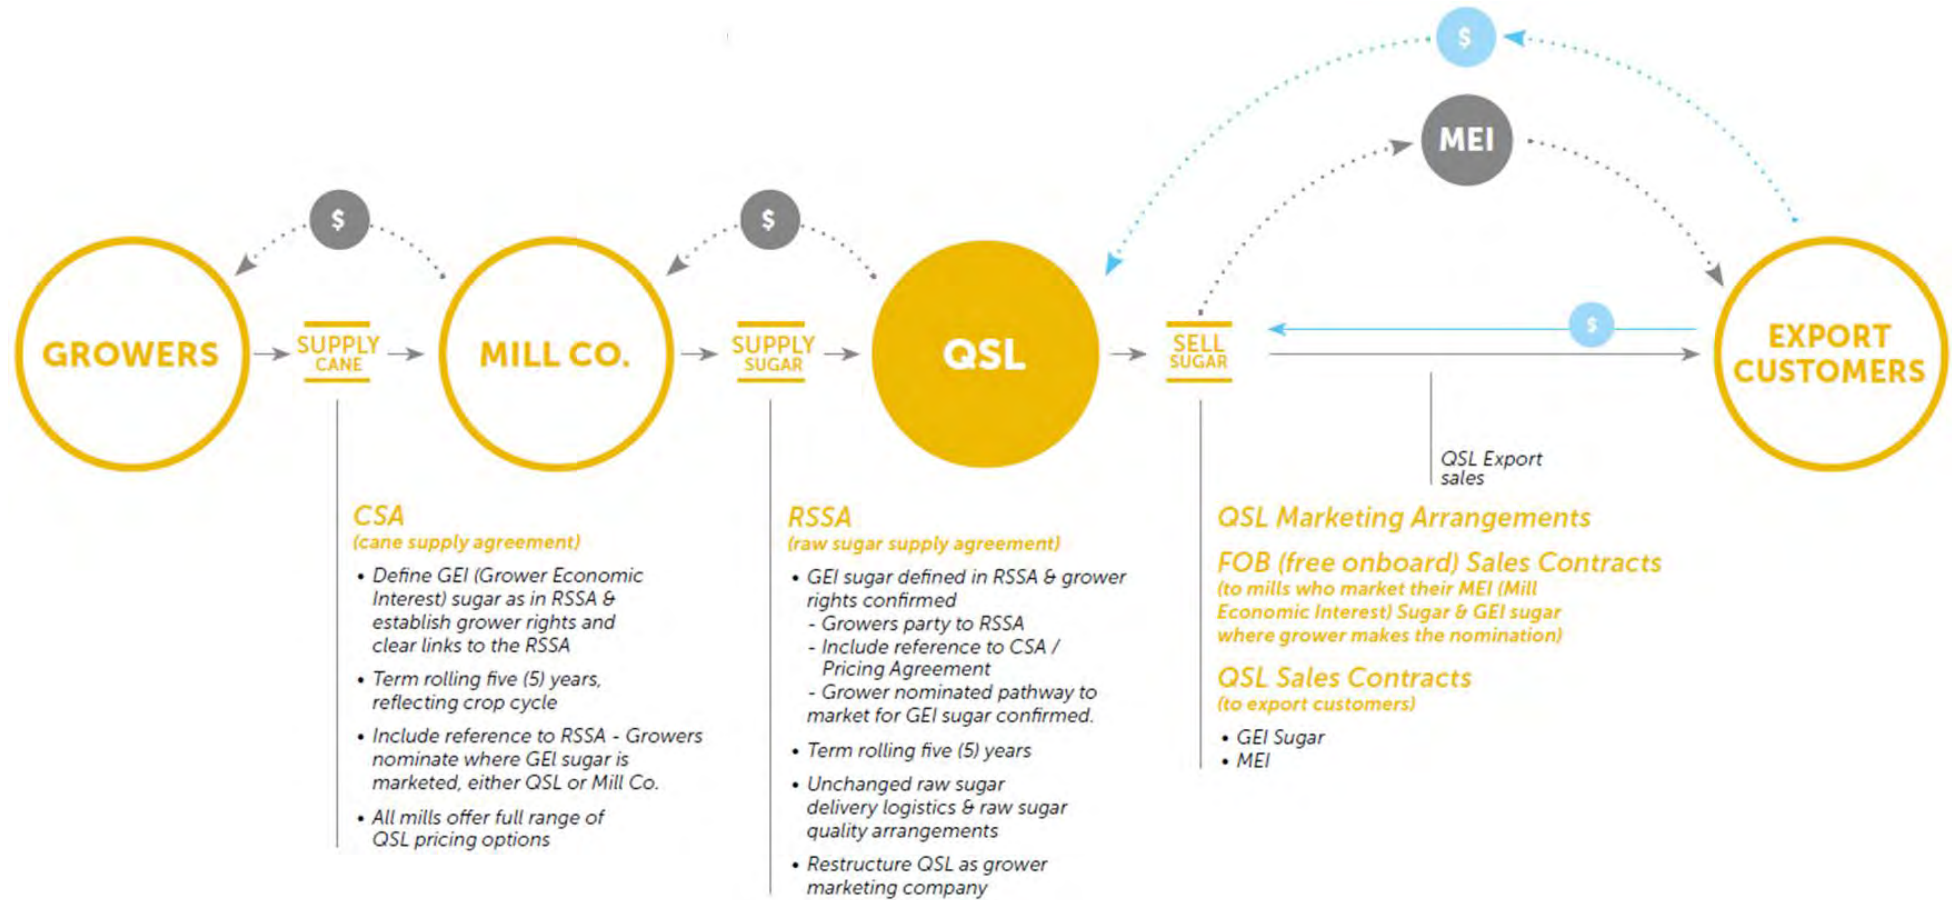 $
MEI
$
$
GROWERS
SUPPLY
CANE
MILL CO.
SUPPLY
SUGAR
QSL
SELL
SUGAR
$
EXPORT
CUSTOMERS
QSL Export
sales
CSA
(cane supply agreement)
• Define GEI (Grower Economic
Interest) sugar as in RSSA &
establish grower rights and
clear links to the RSSA
• Term rolling five (5) years,
reflecting crop cycle
• Include reference to RSSA - Growers
nominate where GEI sugar is
marketed, either QSL or Mill Co.
• All mills offer full range of
QSL pricing options
RSSA
(raw sugar supply agreement)
• GEI sugar defined in RSSA & grower
rights confirmed
- Growers party to RSSA
- Include reference to CSA /
Pricing Agreement
- Grower nominated pathway to
market for GEI sugar confirmed.
• Term rolling five (5) years
• Unchanged raw sugar
delivery logistics & raw sugar
quality arrangements
• Restructure QSL as grower
marketing company
QSL Marketing Arrangements
FOB (free onboard) Sales Contracts
(to mills who market their MEI (Mill
Economic Interest) Sugar & GEI sugar
where grower makes the nomination)
QSL Sales Contracts
(to export customers)
• GEI Sugar
• MEI